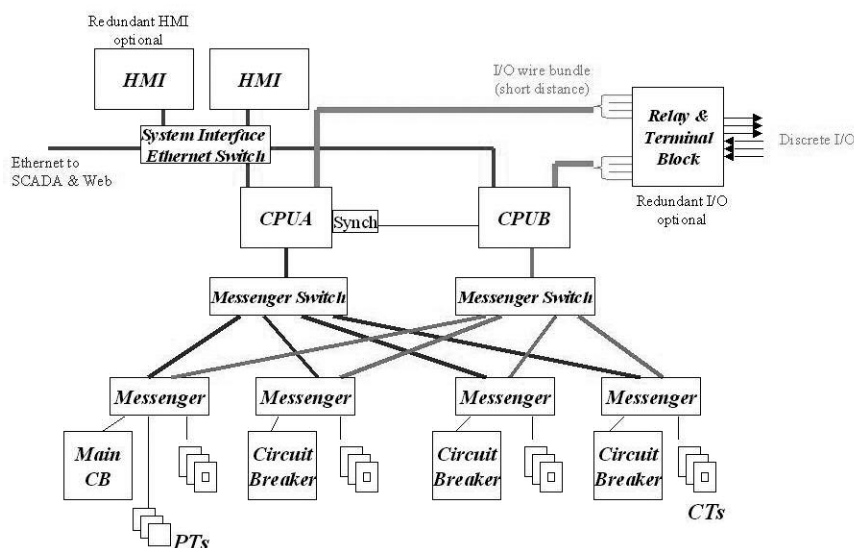 Redundant HMI
optional
HMI
HMI
I/O wire bundle
(short distance)
System Interface
Ethernet Switch
Relay &
Terminal
Block
Discrete I/O
Ethernet to
SCADA & Web
Redundant I/O
optional
CPUA
Synch
CPUB
Messenger Switch
Messenger Switch
Messenger
Messenger
Messenger
Messenger
Main
CB
Circuit
Breaker
Circuit
Breaker
Circuit
Breaker
CTs
PTs